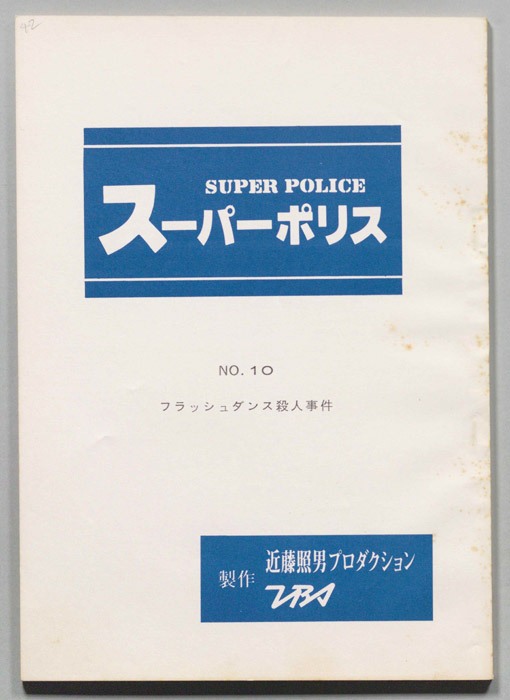 92
SUPER POLICE
スーパーポリス
NO. 10
フラッシュダンス殺人事件
製作 近藤照男プロダクション